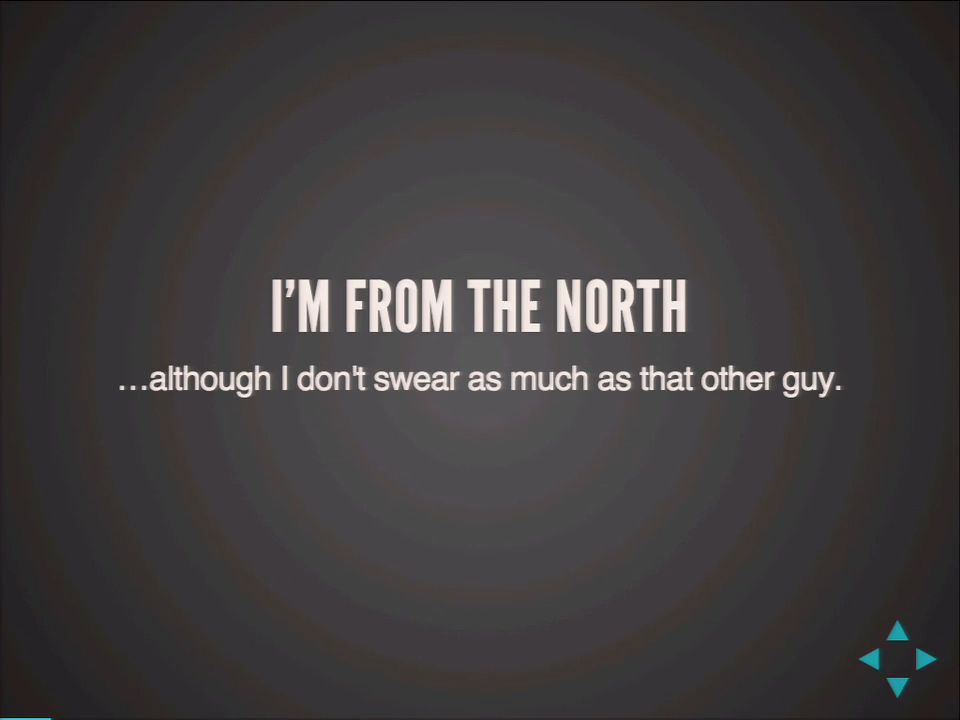 I'M FROM THE NORTH
…although I don't swear as much as that other guy.